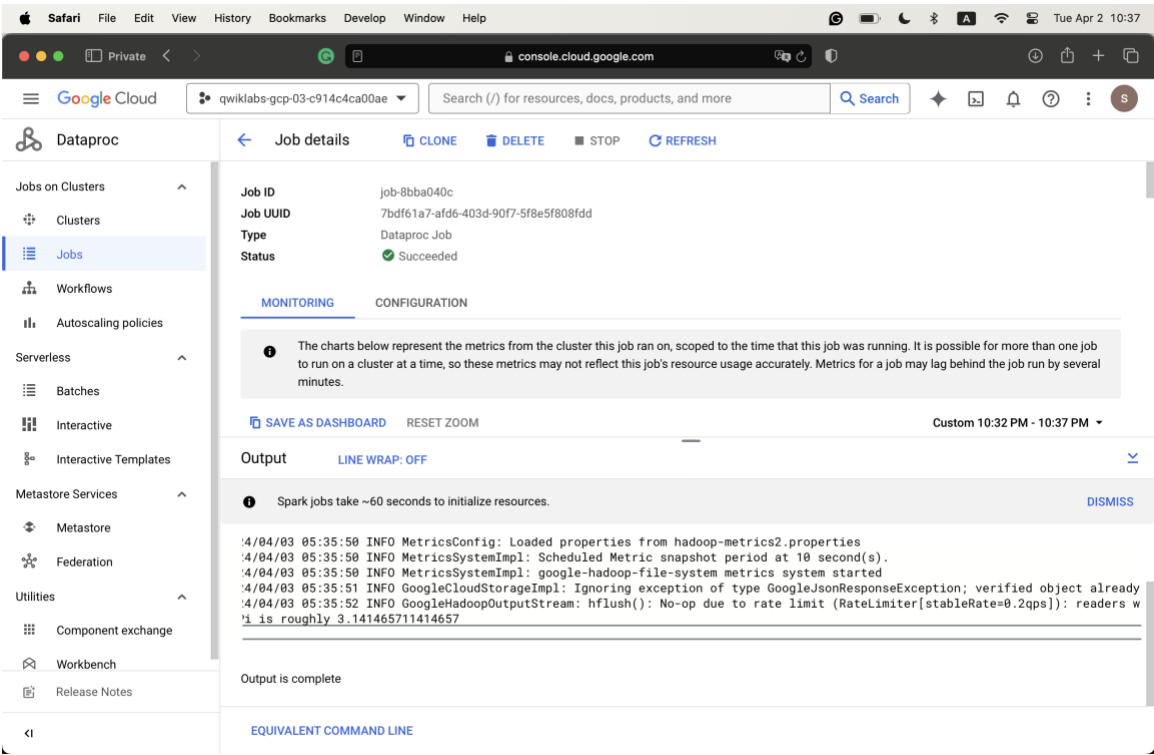 Safari File Edit View History Bookmarks Develop Window Help A Tue Apr 2 10:37
Private console.cloud.google.com
Google Cloud qwiklabs-gcp-03-c914c4ca00ae Search (/) for resources, docs, products, and more Search S
Dataproc
Job details CLONE DELETE STOP REFRESH
Jobs on Clusters
Clusters
Jobs
Workflows
Autoscaling policies
Serverless
Batches
Interactive
Interactive Templates
Metastore Services
Metastore
Federation
Utilities
Component exchange
Workbench
Release Notes
Job ID job-8bba040c
Job UUID 7bdf61a7-afd6-403d-90f7-5f8e5f808fdd
Type Dataproc Job
Status Succeeded
MONITORING CONFIGURATION
The charts below represent the metrics from the cluster this job ran on, scoped to the time that this job was running. It is possible for more than one job
to run on a cluster at a time, so these metrics may not reflect this job's resource usage accurately. Metrics for a job may lag behind the job run by several
minutes.
SAVE AS DASHBOARD RESET ZOOM Custom 10:32 PM - 10:37 PM
Output LINE WRAP: OFF
Spark jobs take ~60 seconds to initialize resources. DISMISS
4/04/03 05:35:50 INFO MetricsConfig: Loaded properties from hadoop-metrics2.properties
4/04/03 05:35:50 INFO MetricsSystemImpl: Scheduled Metric snapshot period at 10 second(s).
4/04/03 05:35:50 INFO MetricsSystemImpl: google-hadoop-file-system metrics system started
4/04/03 05:35:51 INFO GoogleCloudStorageImpl: Ignoring exception of type GoogleJsonResponseException; verified object already
4/04/03 05:35:52 INFO GoogleHadoopOutputStream: hflush(): No-op due to rate limit (RateLimiter[stableRate=0.2qps]): readers w
Pi is roughly 3.141465711414657
Output is complete
EQUIVALENT COMMAND LINE